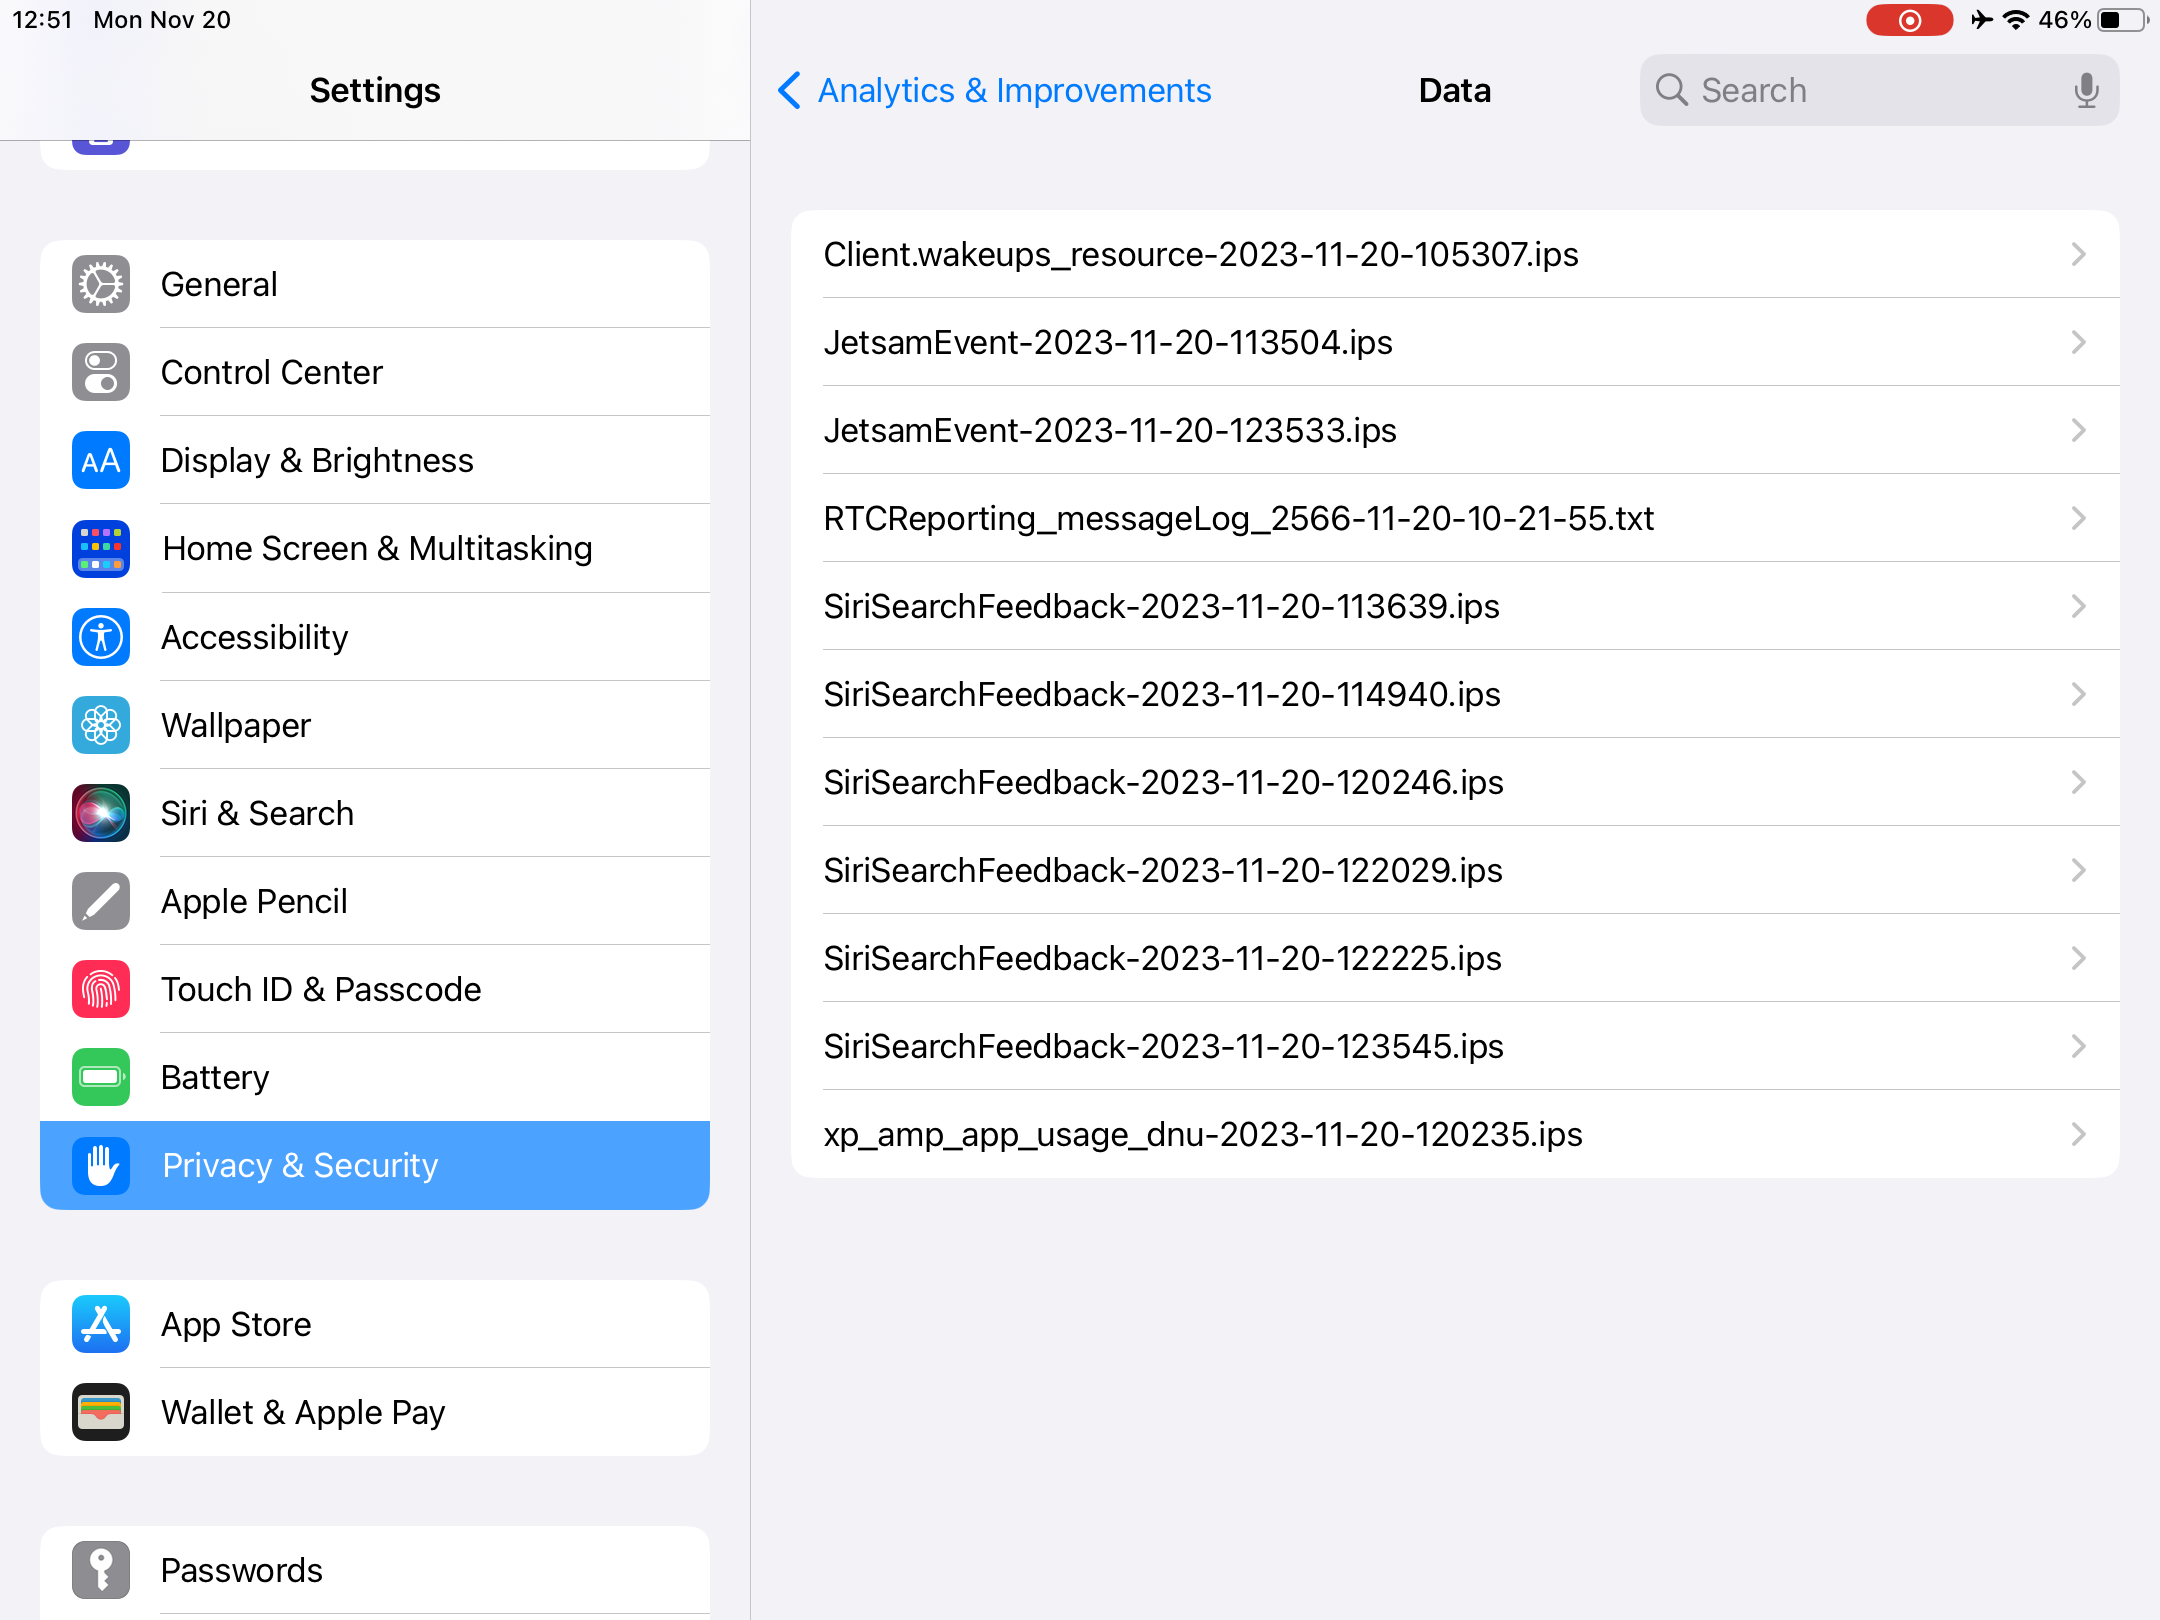 12:51 Mon Nov 20
46%
Settings
General
Control Center
AA Display & Brightness
Home Screen & Multitasking
Accessibility
Wallpaper
Siri & Search
Apple Pencil
Touch ID & Passcode
Battery
Privacy & Security
App Store
Wallet & Apple Pay
Passwords
Analytics & Improvements
Data
Search
Client.wakeups_resource-2023-11-20-105307.ips
JetsamEvent-2023-11-20-113504.ips
JetsamEvent-2023-11-20-123533.ips
RTCReporting_messageLog_2566-11-20-10-21-55.txt
SiriSearchFeedback-2023-11-20-113639.ips
SiriSearchFeedback-2023-11-20-114940.ips
SiriSearchFeedback-2023-11-20-120246.ips
SiriSearchFeedback-2023-11-20-122029.ips
SiriSearchFeedback-2023-11-20-122225.ips
SiriSearchFeedback-2023-11-20-123545.ips
xp_amp_app_usage_dnu-2023-11-20-120235.ips